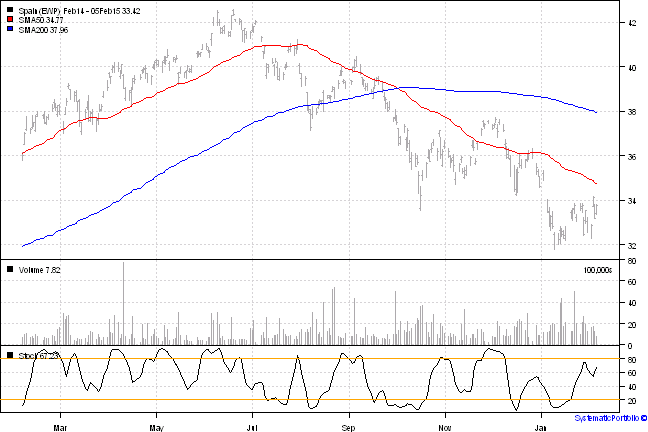 Spain (EWP) Feb14 - 05Feb15 33.42
SMA50 34.77
SMA200 37.96
42
40
38
36
34
32
Volume 7.82
100,000s
80
60
40
20
0
80
60
40
20
Mar May Jul Sep Nov Jan
SystematicPortfolio ©